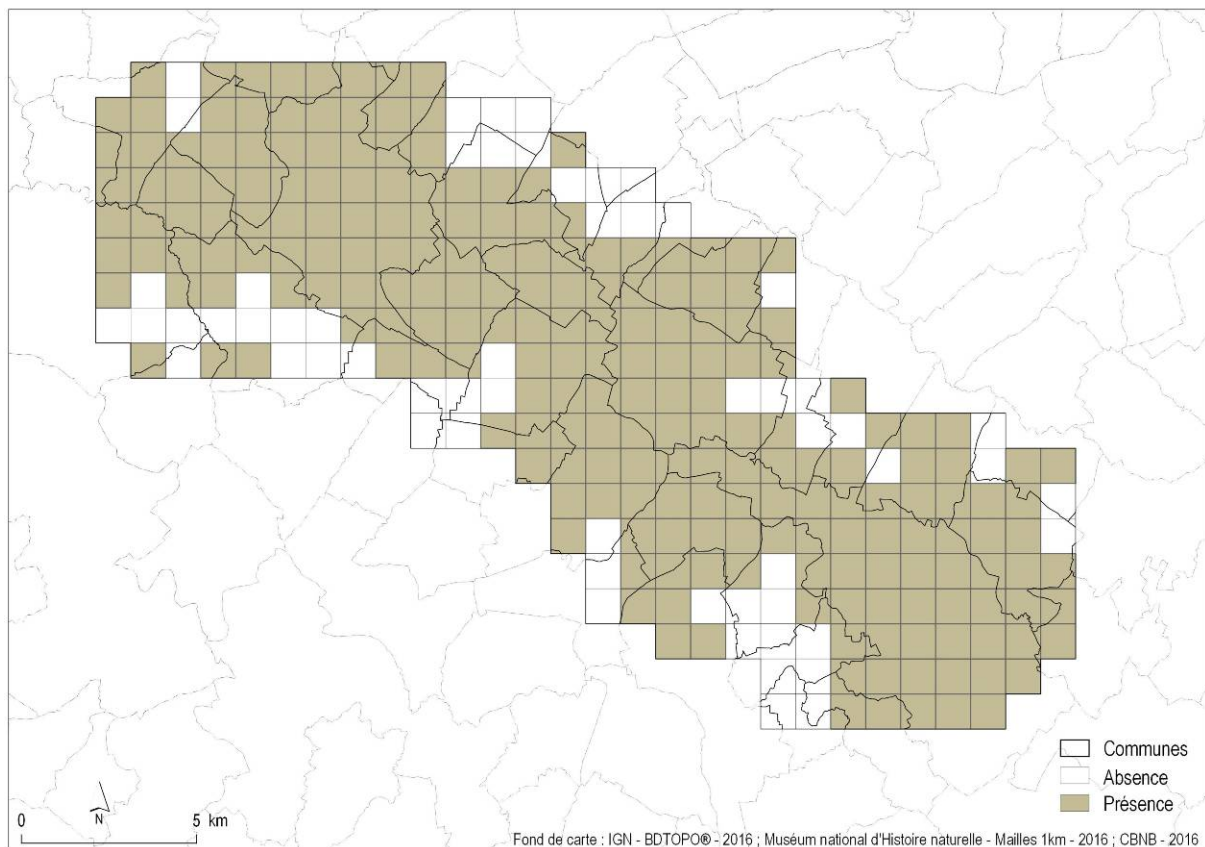 Communes
Absence
Présence
N
0 5 km
Fond de carte : IGN - BDTOPO® - 2016 ; Muséum national d'Histoire naturelle - Mailles 1km - 2016 ; CBNB - 2016